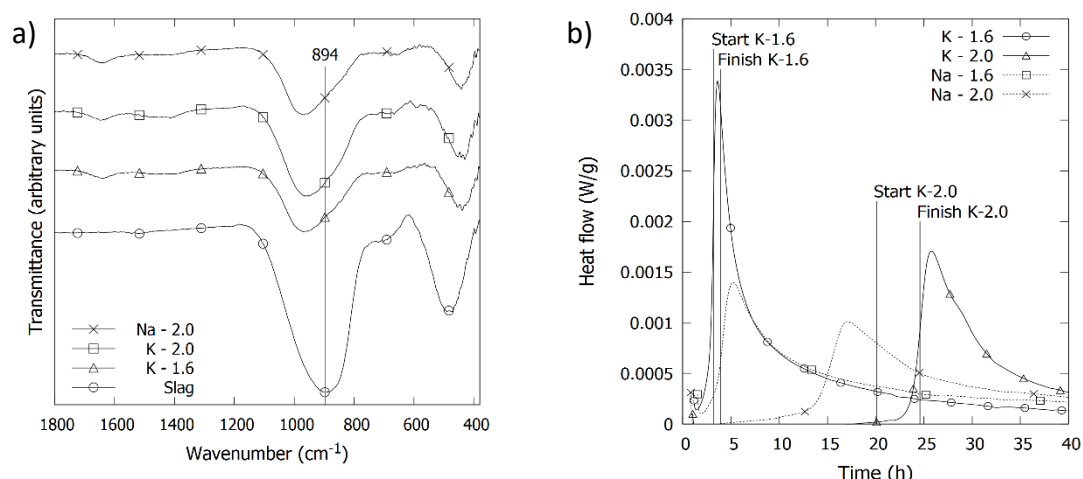 a)
894
Transmittance (arbitrary units)
Na - 2.0
K - 2.0
K - 1.6
Slag
1800 1600 1400 1200 1000 800 600 400
Wavenumber (cm⁻¹)
b)
0.004
0.0035
0.003
0.0025
0.002
0.0015
0.001
0.0005
0
Heat flow (W/g)
Start K-1.6
Finish K-1.6
K - 1.6
K - 2.0
Na - 1.6
Na - 2.0
Start K-2.0
Finish K-2.0
0 5 10 15 20 25 30 35 40
Time (h)